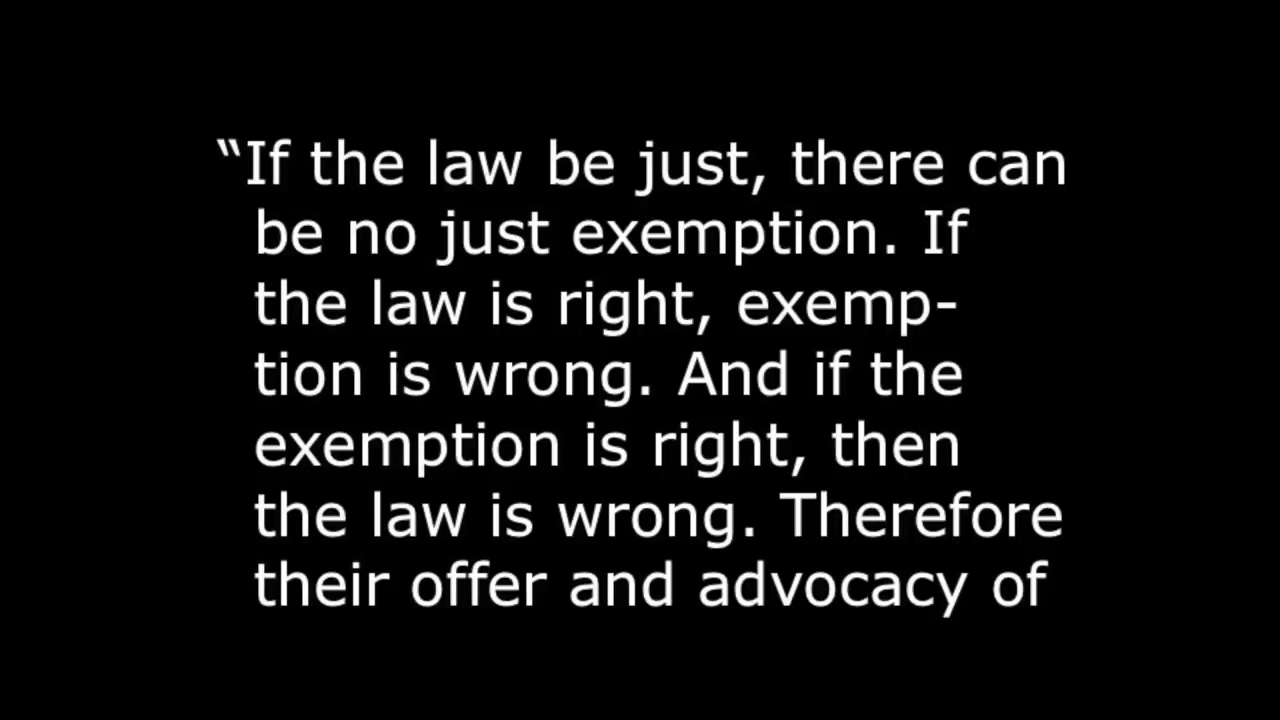 “If the law be just, there can
be no just exemption. If
the law is right, exemp-
tion is wrong. And if the
exemption is right, then
the law is wrong. Therefore
their offer and advocacy of